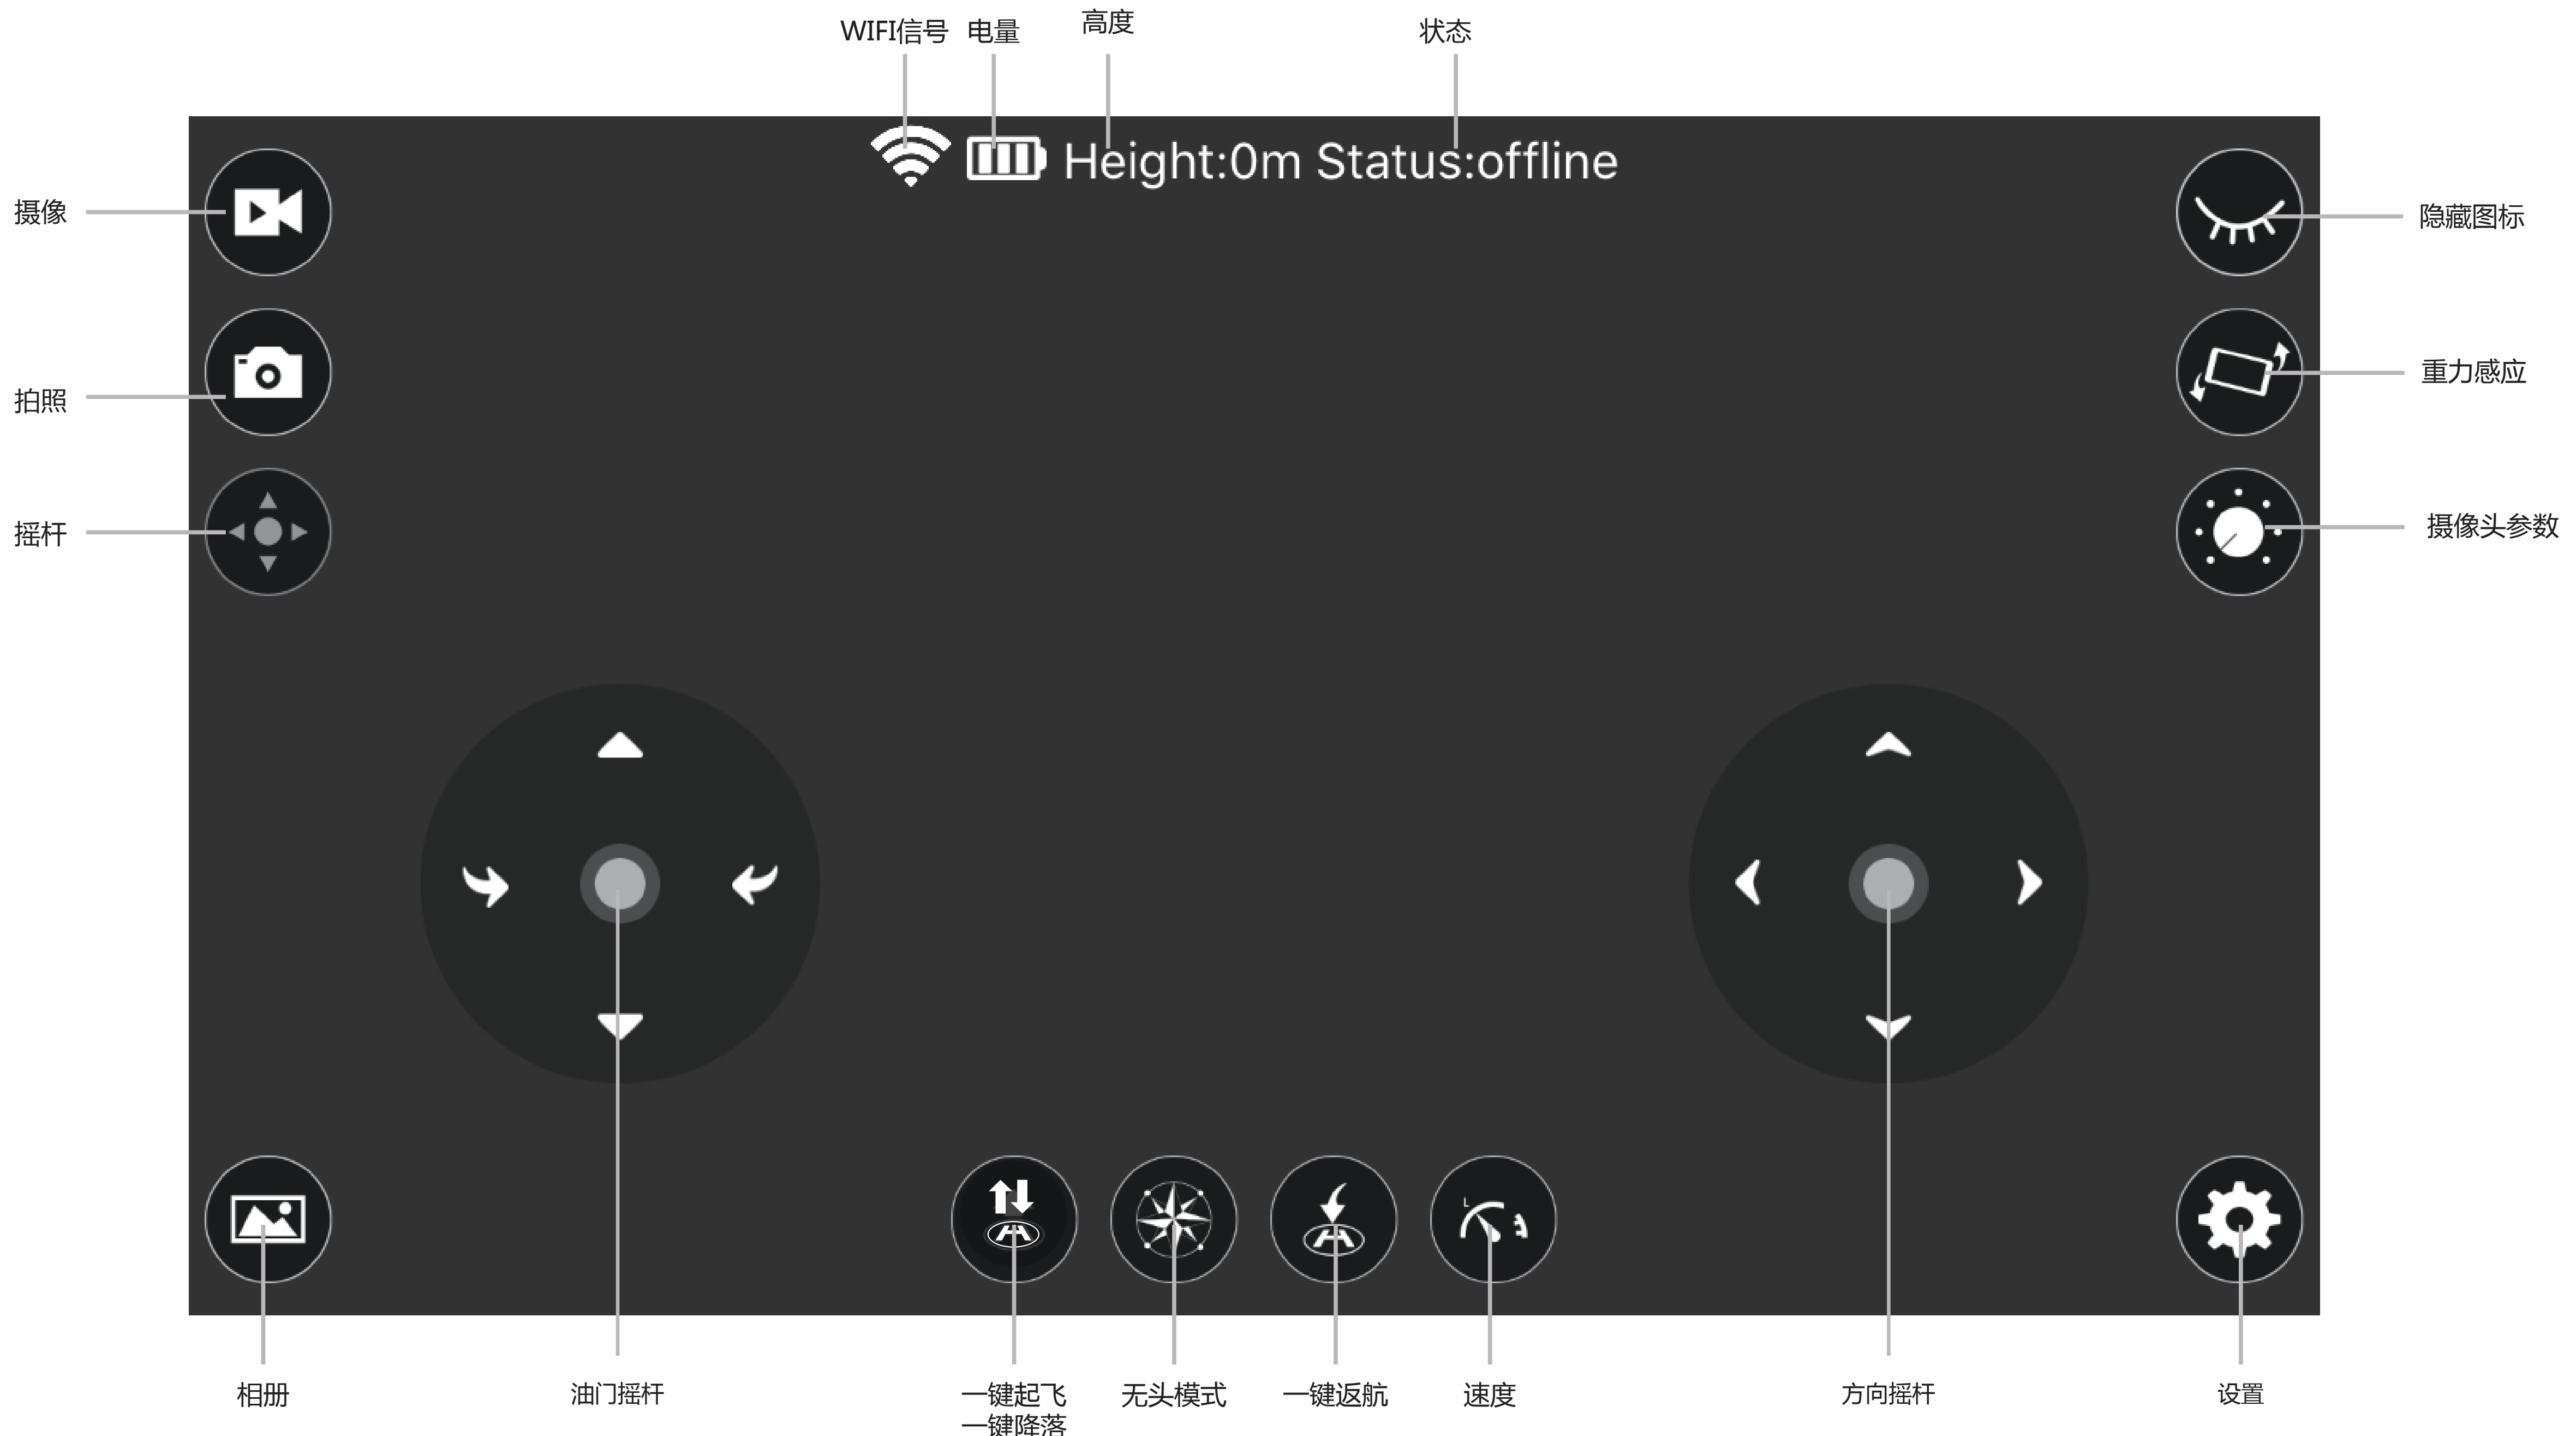 WIFI信号 电量 高度 状态
Height:0m Status:offline
摄像
隐藏图标
拍照
重力感应
摇杆
摄像头参数
L
相册
油门摇杆
一键起飞
一键降落
无头模式
一键返航
速度
方向摇杆
设置